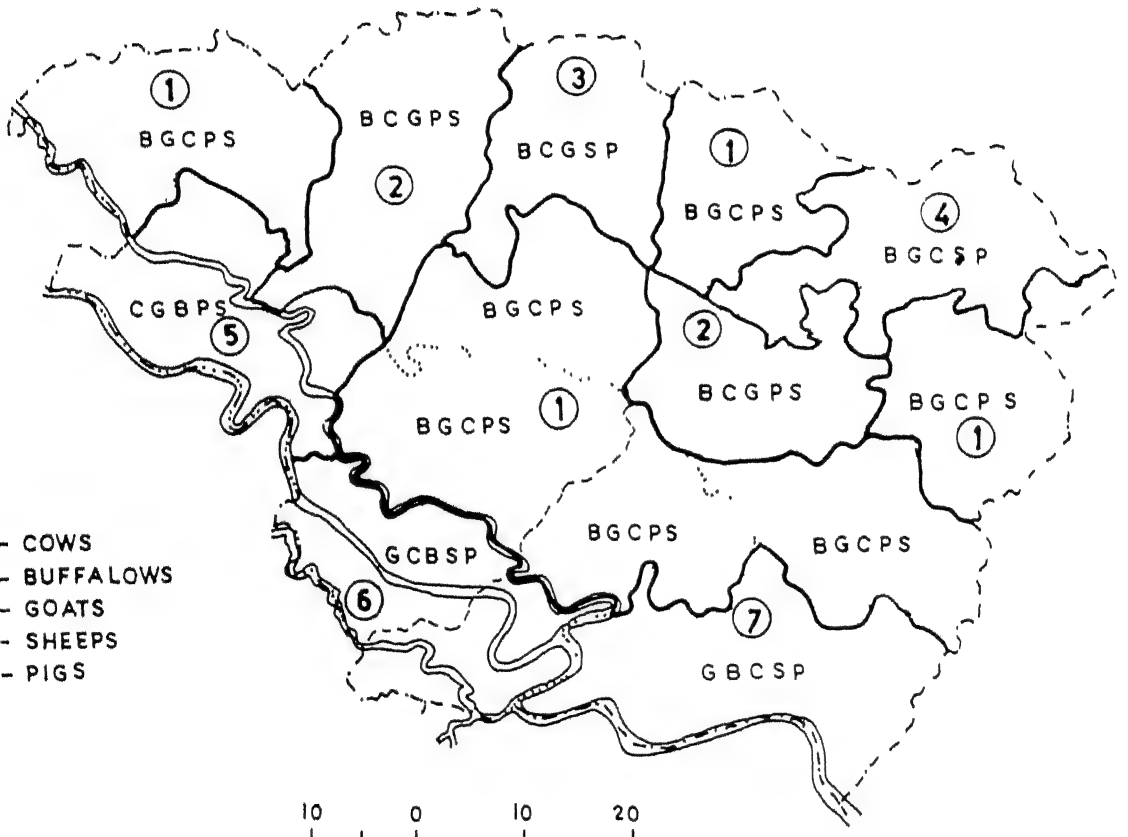 1
BGCPS
BCGPS
2
3
BCGSP
1
BGCPS
4
BGCSP
CGBPS
5
BGCPS
2
BCGPS
BGCPS
1
BGCPS
1
GCBSP
6
BGCPS
BGCPS
7
GBCSP
- COWS
- BUFFALOWS
- GOATS
- SHEEPS
- PIGS
10 0 10 20